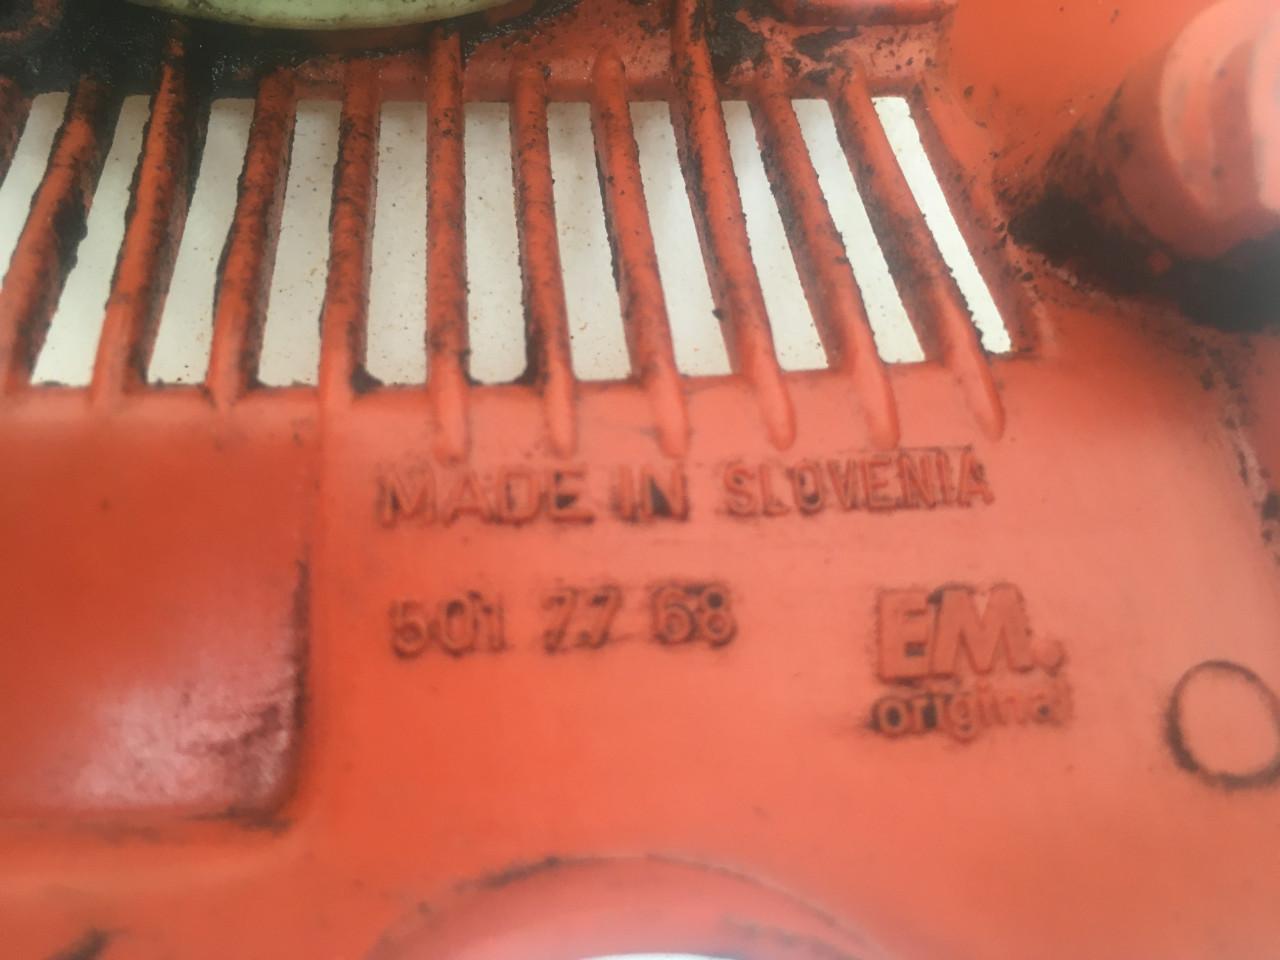 MADE IN SLOVENIA
501 77 68
EM.
original